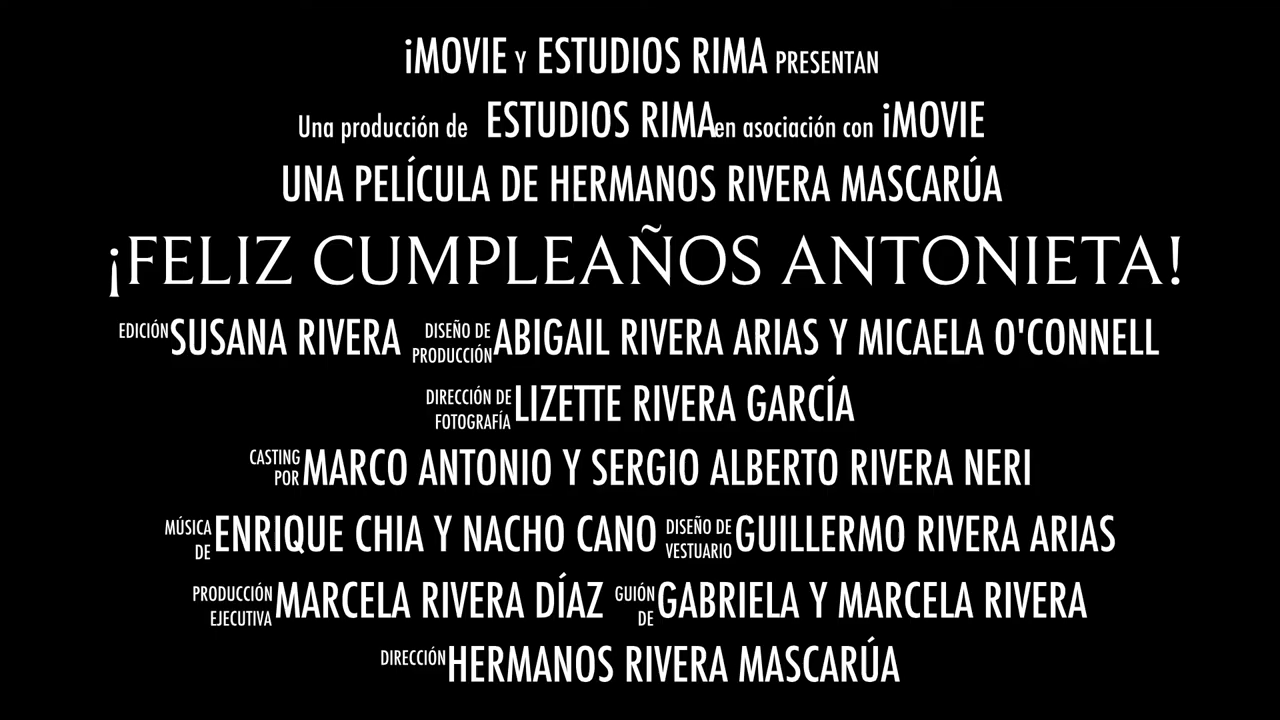 iMOVIE Y ESTUDIOS RIMA PRESENTAN
Una producción de ESTUDIOS RIMA en asociación con iMOVIE
UNA PELÍCULA DE HERMANOS RIVERA MASCARÚA
¡FELIZ CUMPLEAÑOS ANTONIETA!
EDICIÓN SUSANA RIVERA DISEÑO DE PRODUCCIÓN ABIGAIL RIVERA ARIAS Y MICAELA O'CONNELL
DIRECCIÓN DE FOTOGRAFÍA LIZETTE RIVERA GARCÍA
CASTING POR MARCO ANTONIO Y SERGIO ALBERTO RIVERA NERI
MÚSICA DE ENRIQUE CHIA Y NACHO CANO DISEÑO DE VESTUARIO GUILLERMO RIVERA ARIAS
PRODUCCIÓN EJECUTIVA MARCELA RIVERA DÍAZ GUIÓN DE GABRIELA Y MARCELA RIVERA
DIRECCIÓN HERMANOS RIVERA MASCARÚA